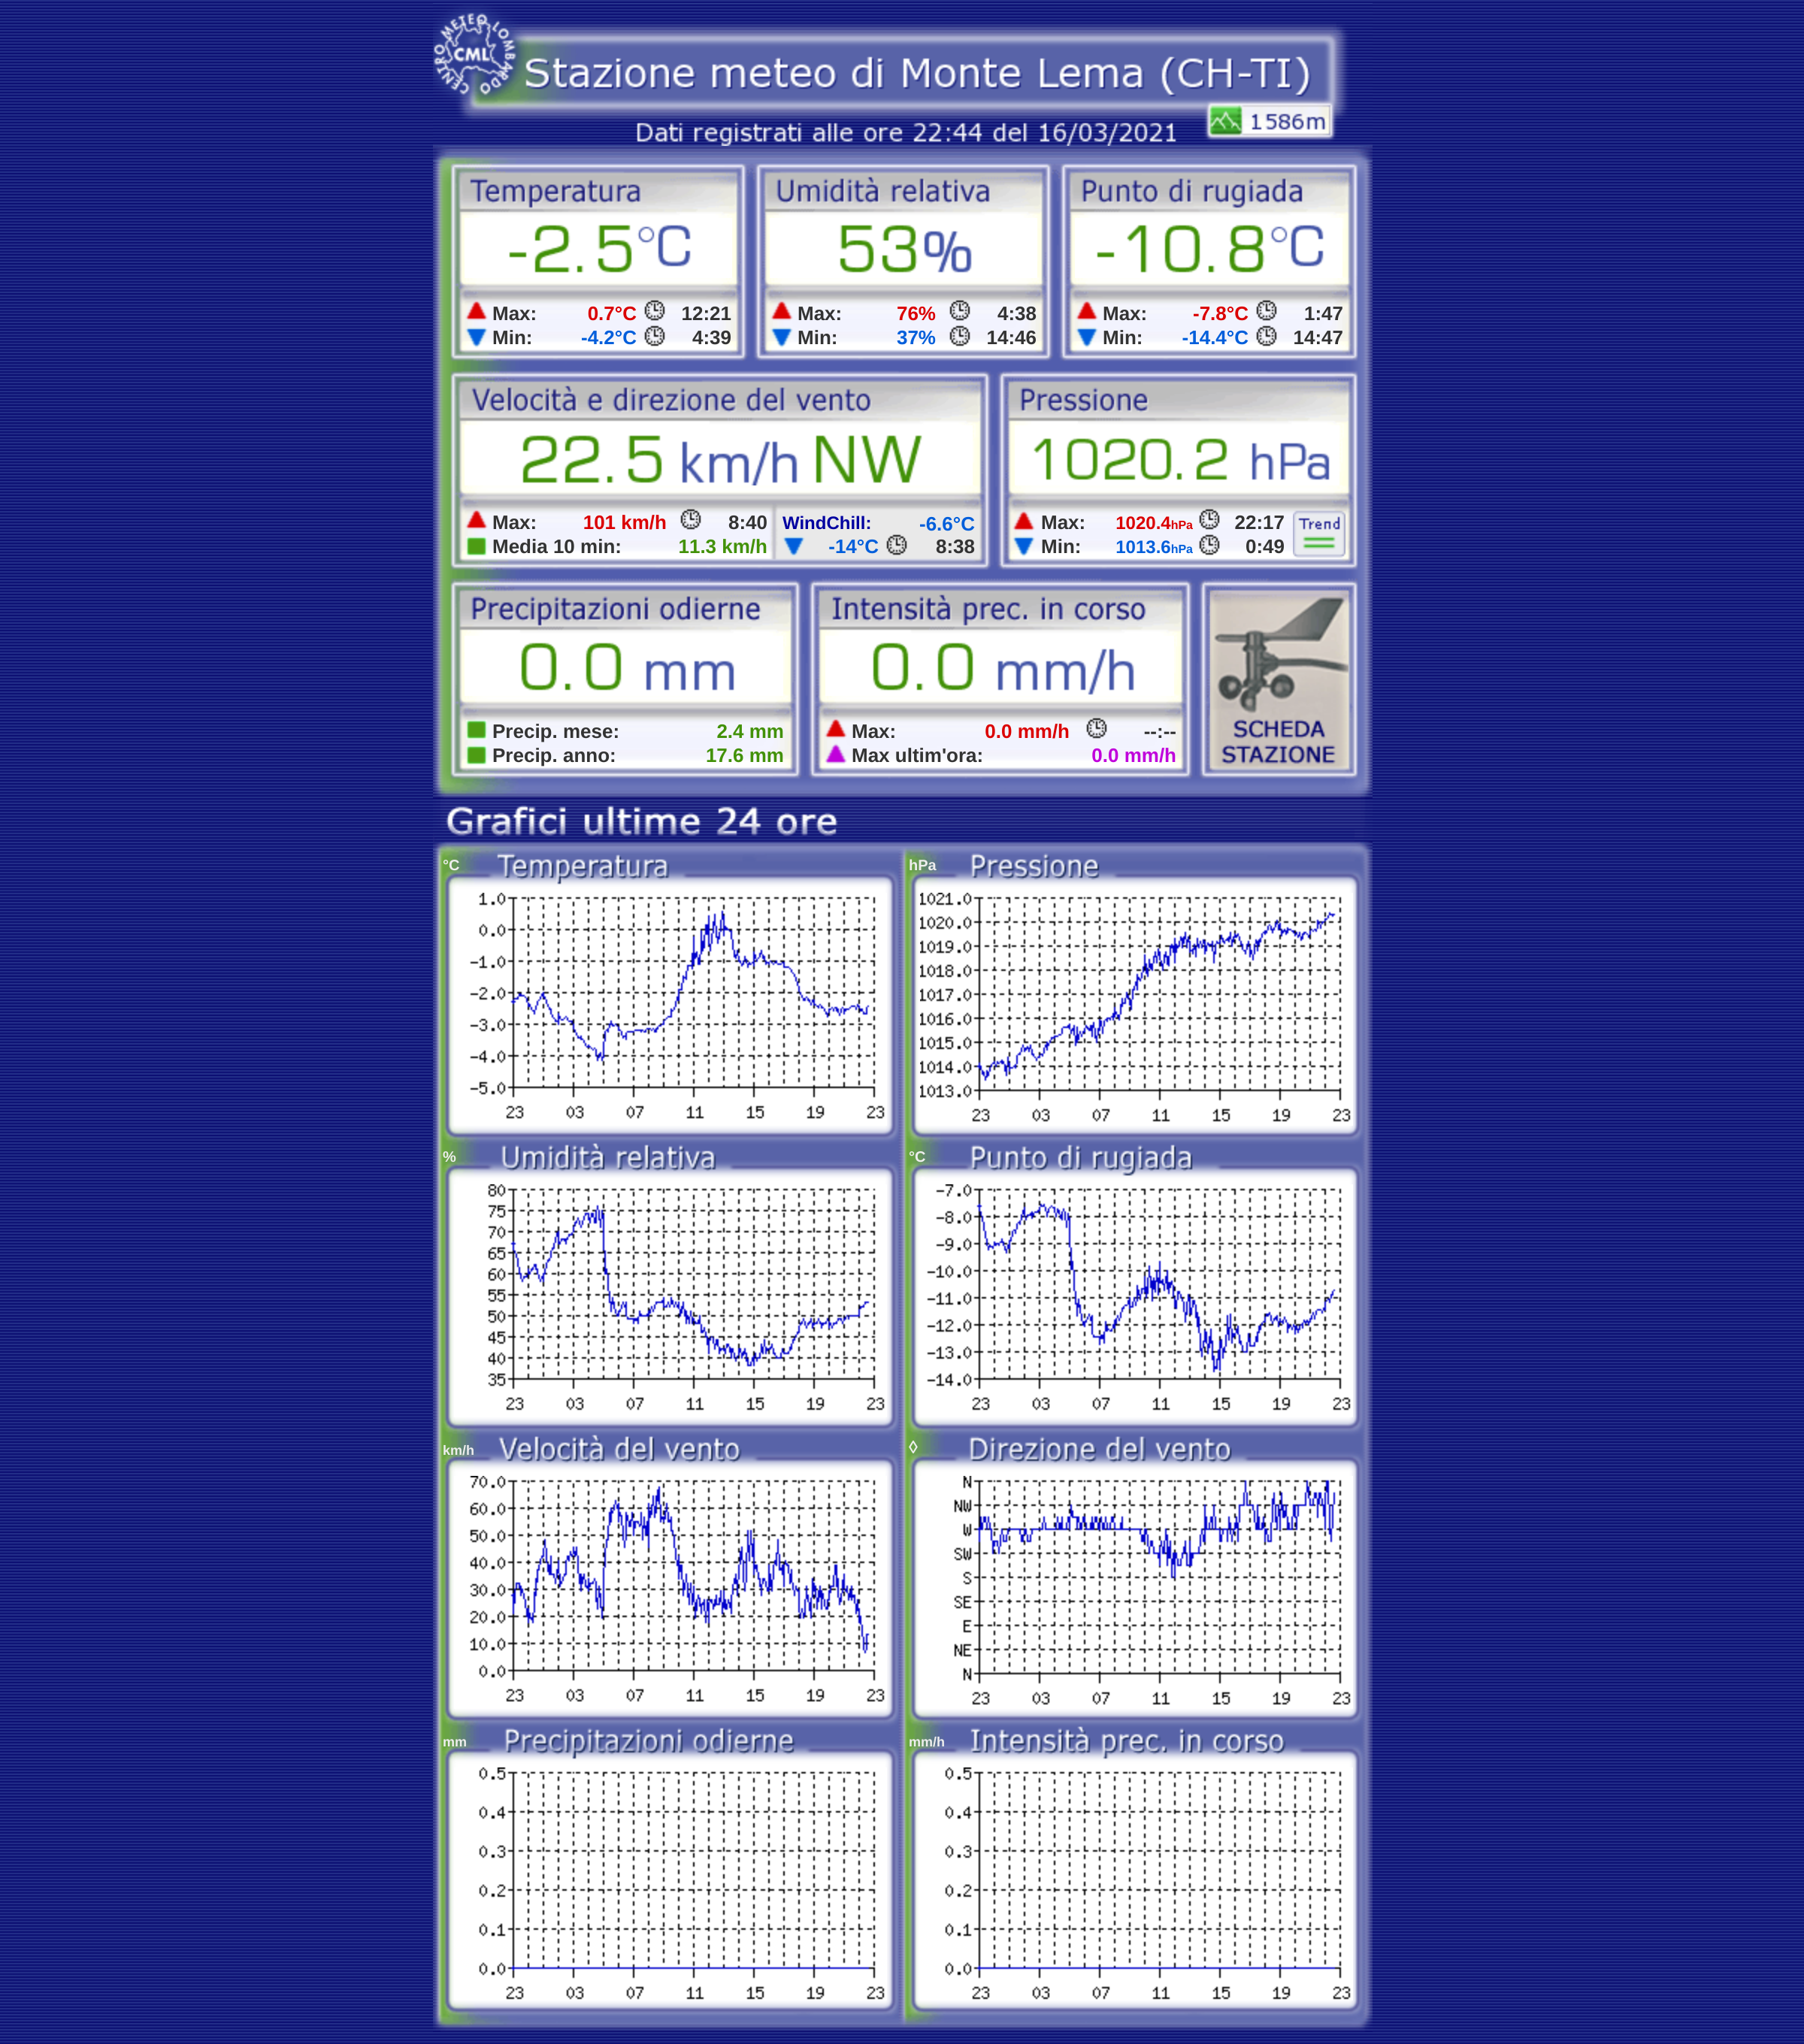 CENTRO METEO LOMBARDO
CML
Stazione meteo di Monte Lema (CH-TI)
1586m
Dati registrati alle ore 22:44 del 16/03/2021
Temperatura
-2.5°C
Max: 0.7°C 12:21
Min: -4.2°C 4:39
Umidità relativa
53%
Max: 76% 4:38
Min: 37% 14:46
Punto di rugiada
-10.8°C
Max: -7.8°C 1:47
Min: -14.4°C 14:47
Velocità e direzione del vento
22.5 km/h NW
Max: 101 km/h 8:40
Media 10 min: 11.3 km/h
WindChill: -6.6°C
-14°C 8:38
Pressione
1020.2 hPa
Max: 1020.4hPa 22:17
Min: 1013.6hPa 0:49
Trend
Precipitazioni odierne
0.0 mm
Precip. mese: 2.4 mm
Precip. anno: 17.6 mm
Intensità prec. in corso
0.0 mm/h
Max: 0.0 mm/h --:--
Max ultim'ora: 0.0 mm/h
SCHEDA
STAZIONE
Grafici ultime 24 ore
°C Temperatura
1.0
0.0
-1.0
-2.0
-3.0
-4.0
-5.0
23 03 07 11 15 19 23
hPa Pressione
1021.0
1020.0
1019.0
1018.0
1017.0
1016.0
1015.0
1014.0
1013.0
23 03 07 11 15 19 23
% Umidità relativa
80
75
70
65
60
55
50
45
40
35
23 03 07 11 15 19 23
°C Punto di rugiada
-7.0
-8.0
-9.0
-10.0
-11.0
-12.0
-13.0
-14.0
23 03 07 11 15 19 23
km/h Velocità del vento
70.0
60.0
50.0
40.0
30.0
20.0
10.0
0.0
23 03 07 11 15 19 23
◊ Direzione del vento
N
NW
W
SW
S
SE
E
NE
N
23 03 07 11 15 19 23
mm Precipitazioni odierne
0.5
0.4
0.3
0.2
0.1
0.0
23 03 07 11 15 19 23
mm/h Intensità prec. in corso
0.5
0.4
0.3
0.2
0.1
0.0
23 03 07 11 15 19 23